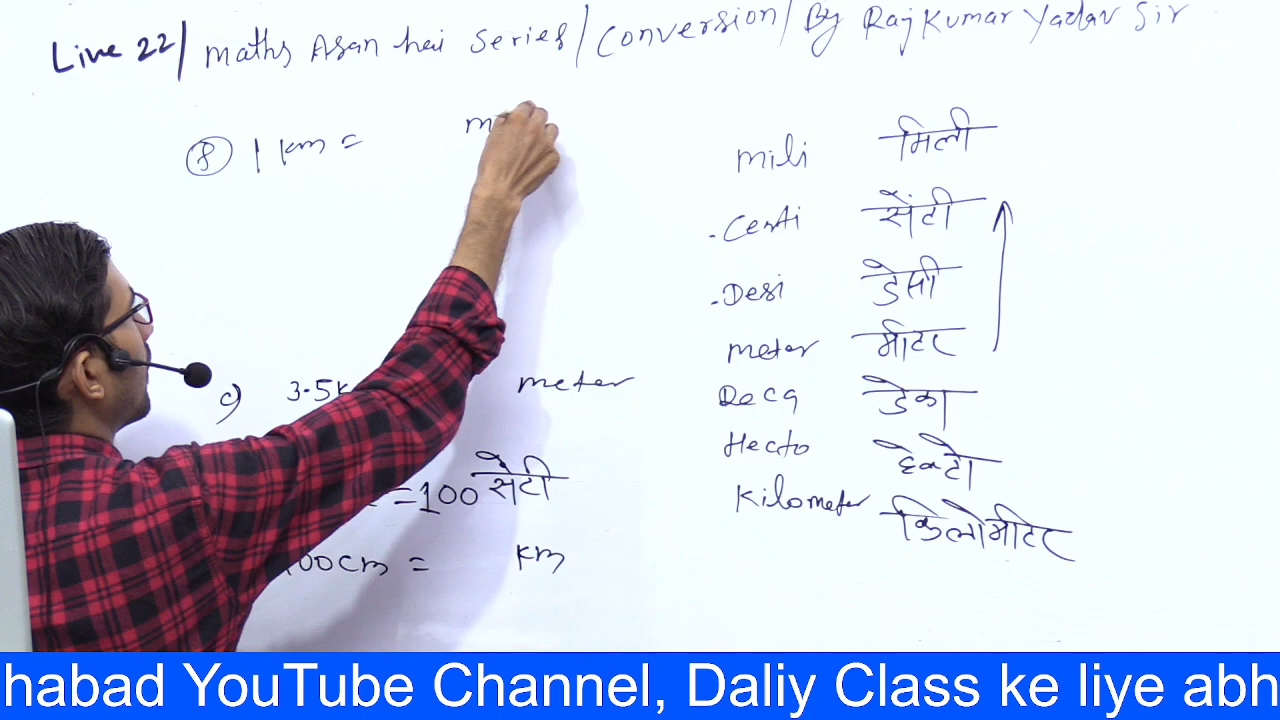 Live 22/ maths Asan hai series/ Conversion/ By Raj Kumar Yadav Sir
⑧ 1 km = m
mili मिली
.Centi सेंटी
.Desi डेसी
meter मीटर
c) 3.5k meter
Deca डेका
Hecto हेक्टो
=100 सेंटी
Kilometer किलोमीटर
00cm = km
habad YouTube Channel, Daliy Class ke liye abh